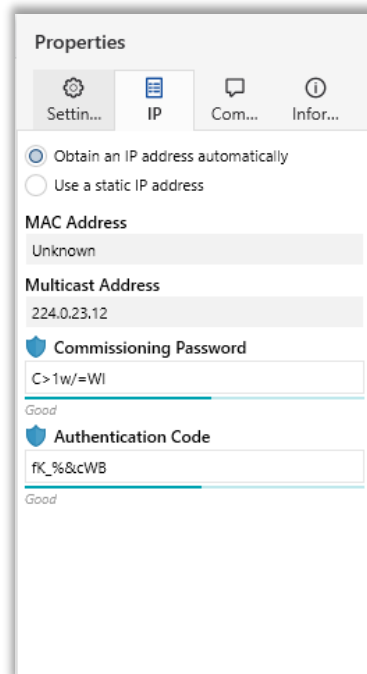 Properties
Settin... IP Com... Infor...
Obtain an IP address automatically
Use a static IP address
MAC Address
Unknown
Multicast Address
224.0.23.12
Commissioning Password
C>1w/=WI
Good
Authentication Code
fK_%&cWB
Good